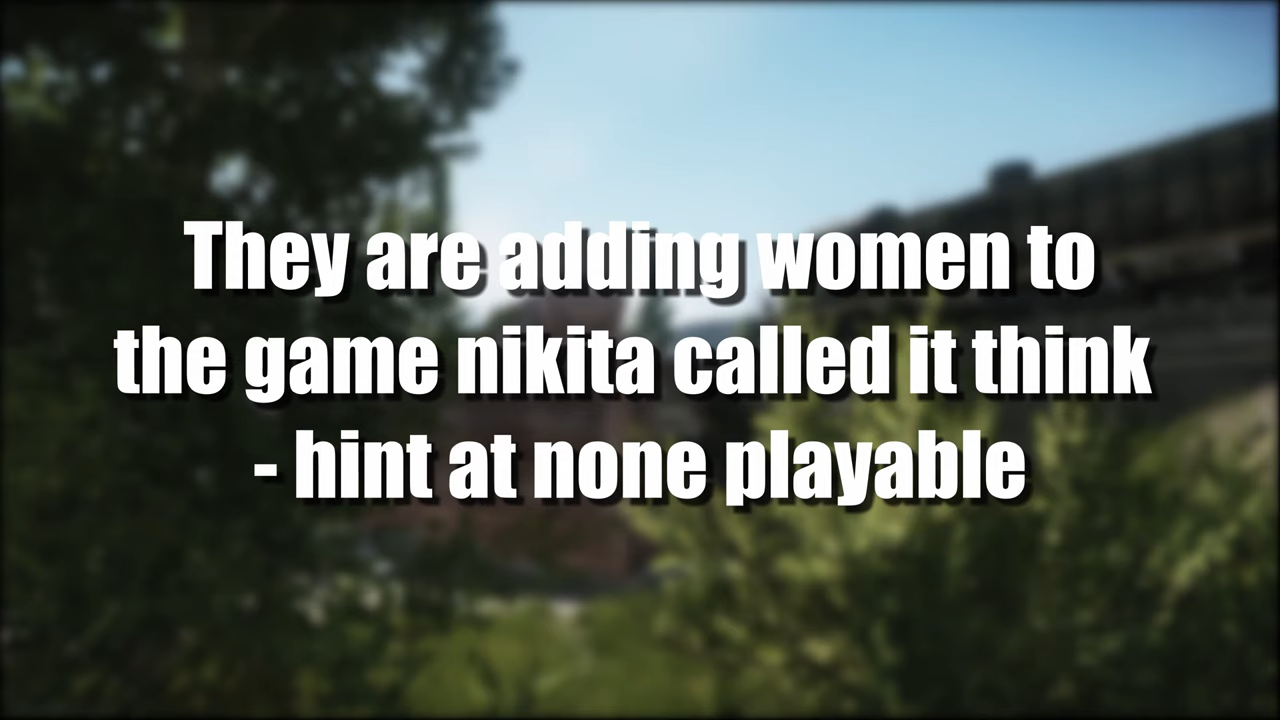 They are adding women to
the game nikita called it think
- hint at none playable